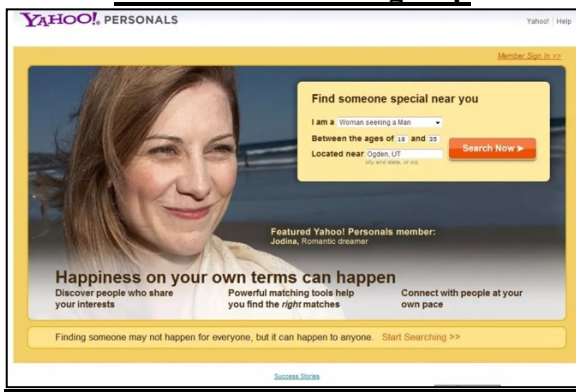 YAHOO! PERSONALS
Yahoo! | Help
Member Sign In >>
Find someone special near you
I am a Woman seeking a Man
Between the ages of 18 and 35
Located near Ogden, UT
city and state, or zip
Search Now
Featured Yahoo! Personals member:
Jodina, Romantic dreamer
Happiness on your own terms can happen
Discover people who share
your interests
Powerful matching tools help
you find the right matches
Connect with people at your
own pace
Finding someone may not happen for everyone, but it can happen to anyone. Start Searching >>
Success Stories